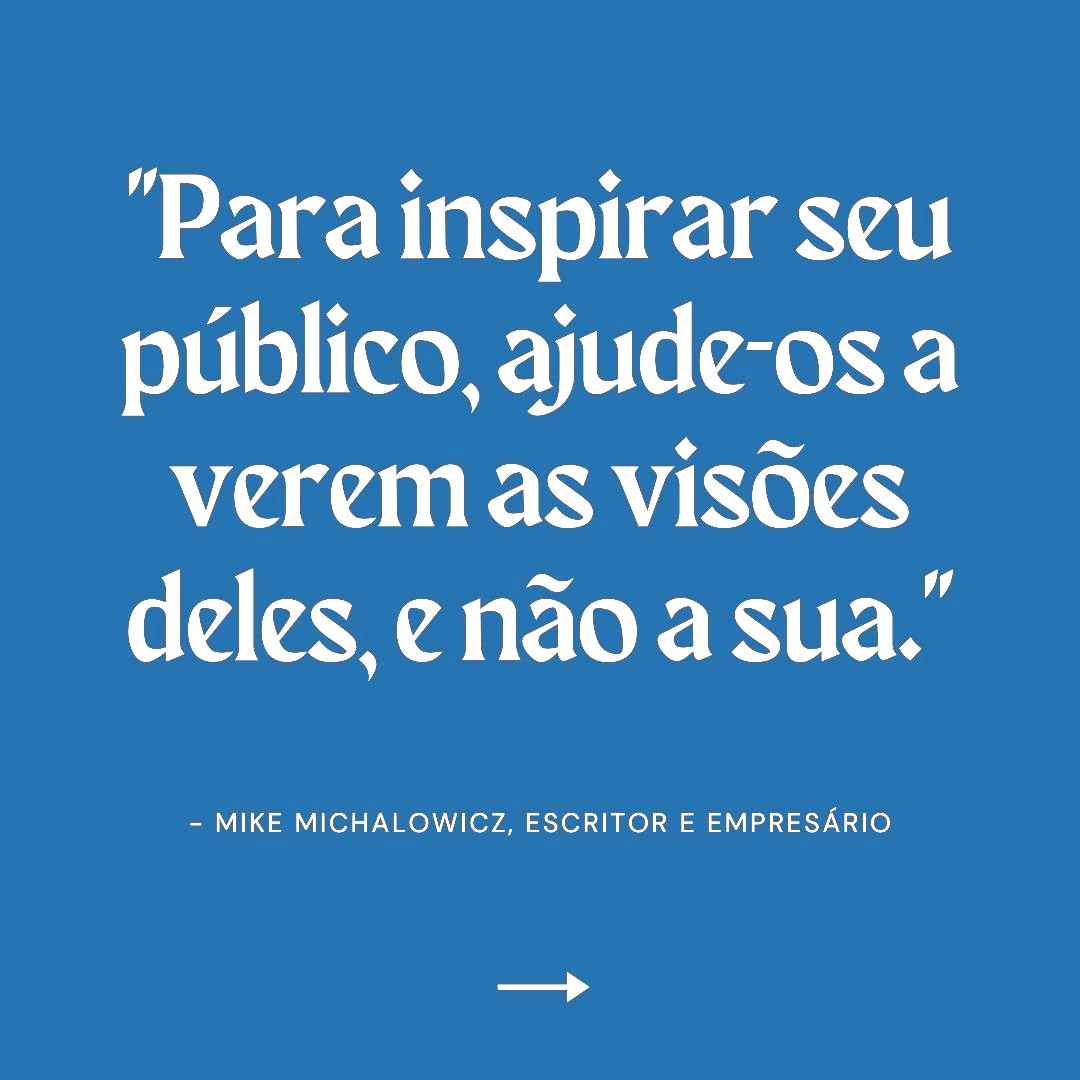 "Para inspirar seu
público, ajude-os a
verem as visões
deles, e não a sua."
– MIKE MICHALOWICZ, ESCRITOR E EMPRESÁRIO